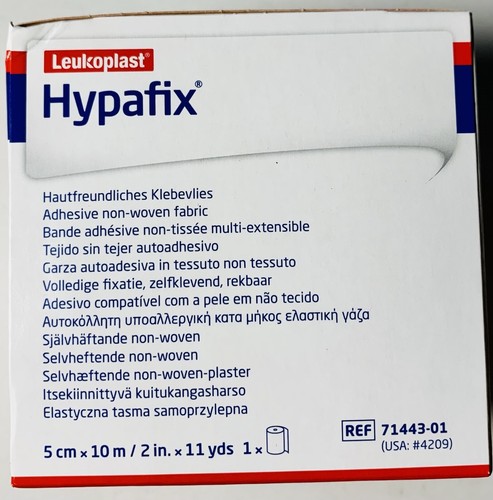 Leukoplast®
Hypafix®
Hautfreundliches Klebevlies
Adhesive non-woven fabric
Bande adhésive non-tissée multi-extensible
Tejido sin tejer autoadhesivo
Garza autoadesiva in tessuto non tessuto
Volledige fixatie, zelfklevend, rekbaar
Adesivo compatível com a pele em não tecido
Αυτοκόλλητη υποαλλεργική κατα μήκος ελαστική γάζα
Självhäftande non-woven
Selvheftende non-woven
Selvhæftende non-woven-plaster
Itsekiinnittyvä kuitukangasharso
Elastyczna tasma samoprzylepna
5 cm x 10 m / 2 in. x 11 yds 1 x
REF 71443-01
(USA: #4209)